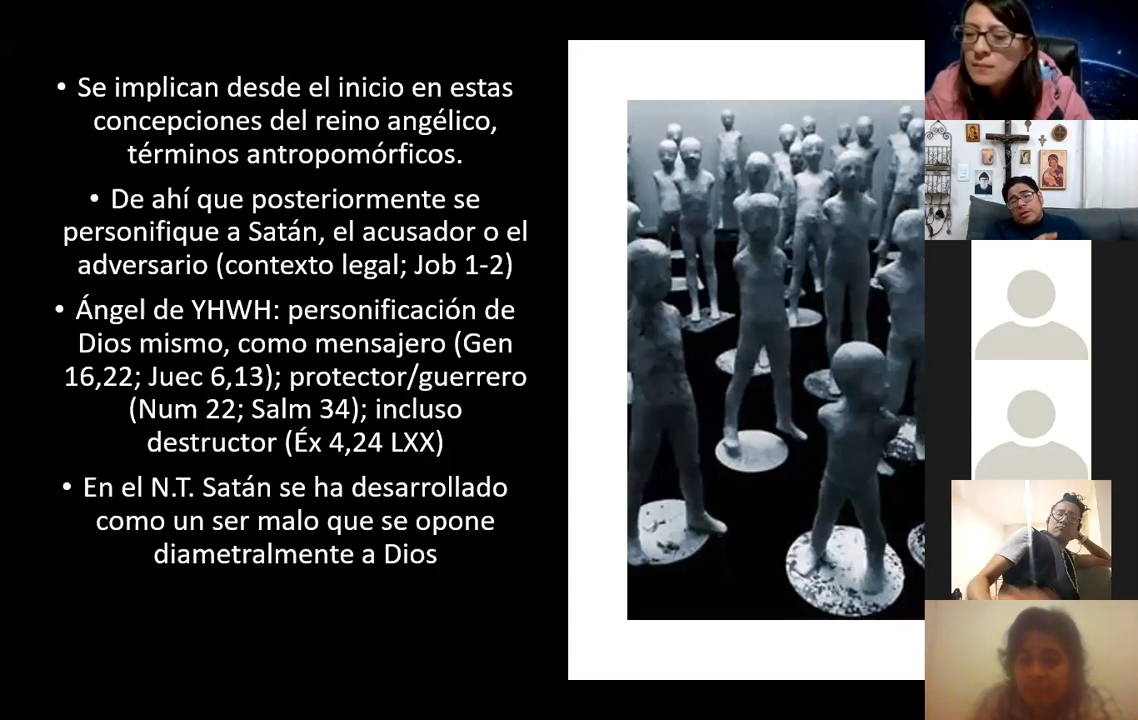 • Se implican desde el inicio en estas
concepciones del reino angélico,
términos antropomórficos.
• De ahí que posteriormente se
personifique a Satán, el acusador o el
adversario (contexto legal; Job 1-2)
• Ángel de YHWH: personificación de
Dios mismo, como mensajero (Gen
16,22; Juec 6,13); protector/guerrero
(Num 22; Salm 34); incluso
destructor (Éx 4,24 LXX)
• En el N.T. Satán se ha desarrollado
como un ser malo que se opone
diametralmente a Dios